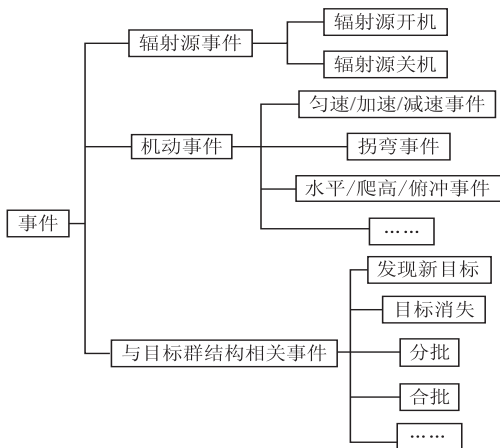 辐射源开机
辐射源事件
辐射源关机
匀速/加速/减速事件
机动事件
拐弯事件
水平/爬高/俯冲事件
事件
……
发现新目标
目标消失
与目标群结构相关事件
分批
合批
……